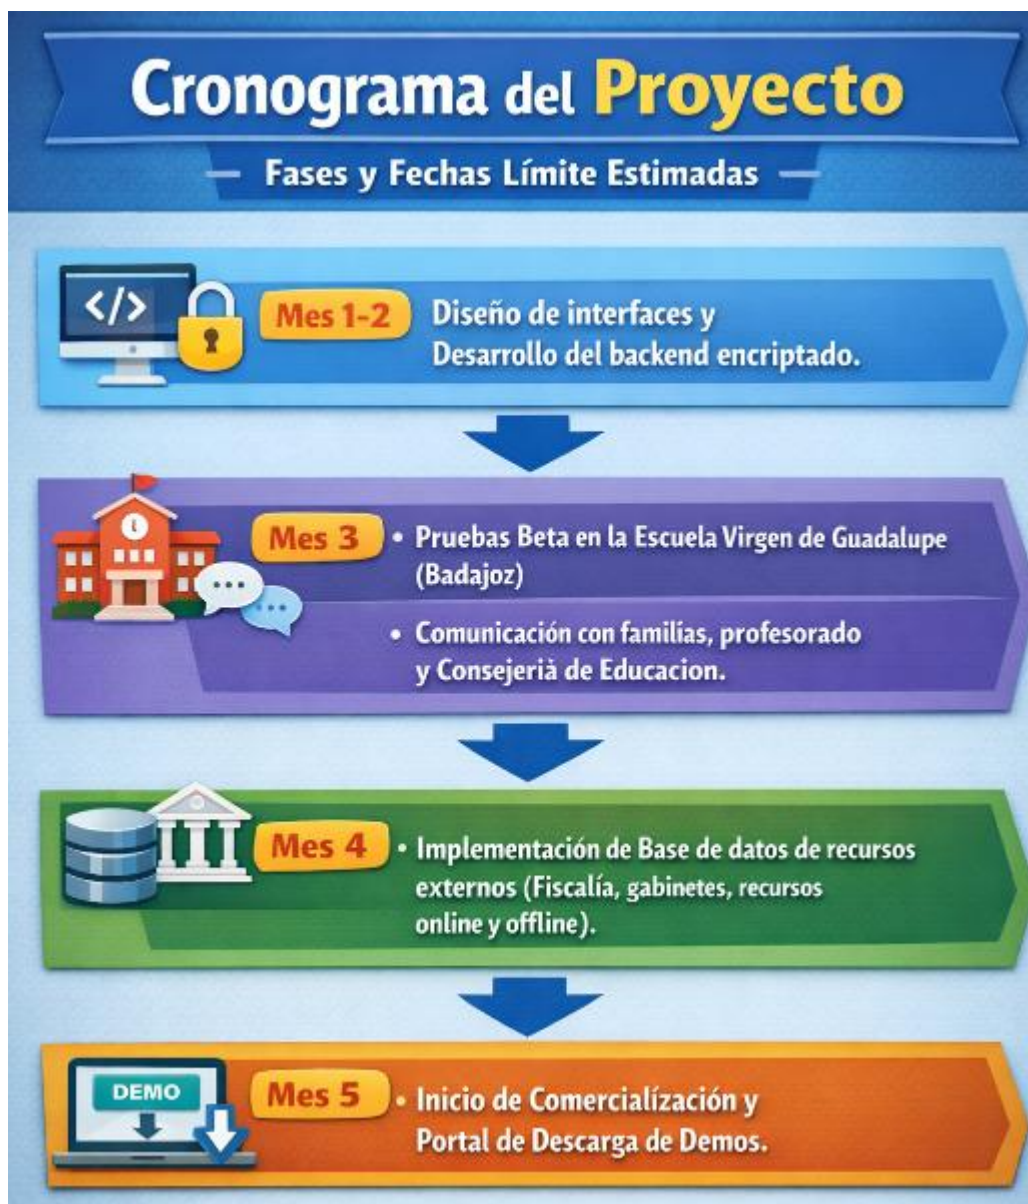 Cronograma del Proyecto
Fases y Fechas Límite Estimadas
</>
Mes 1-2
Diseño de interfaces y
Desarrollo del backend encriptado.
Mes 3
• Pruebas Beta en la Escuela Virgen de Guadalupe
(Badajoz)
• Comunicación con familias, profesorado
y Consejerià de Educacion.
Mes 4
• Implementación de Base de datos de recursos
externos (Fiscalía, gabinetes, recursos
online y offline).
DEMO
Mes 5
• Inicio de Comercialización y
Portal de Descarga de Demos.